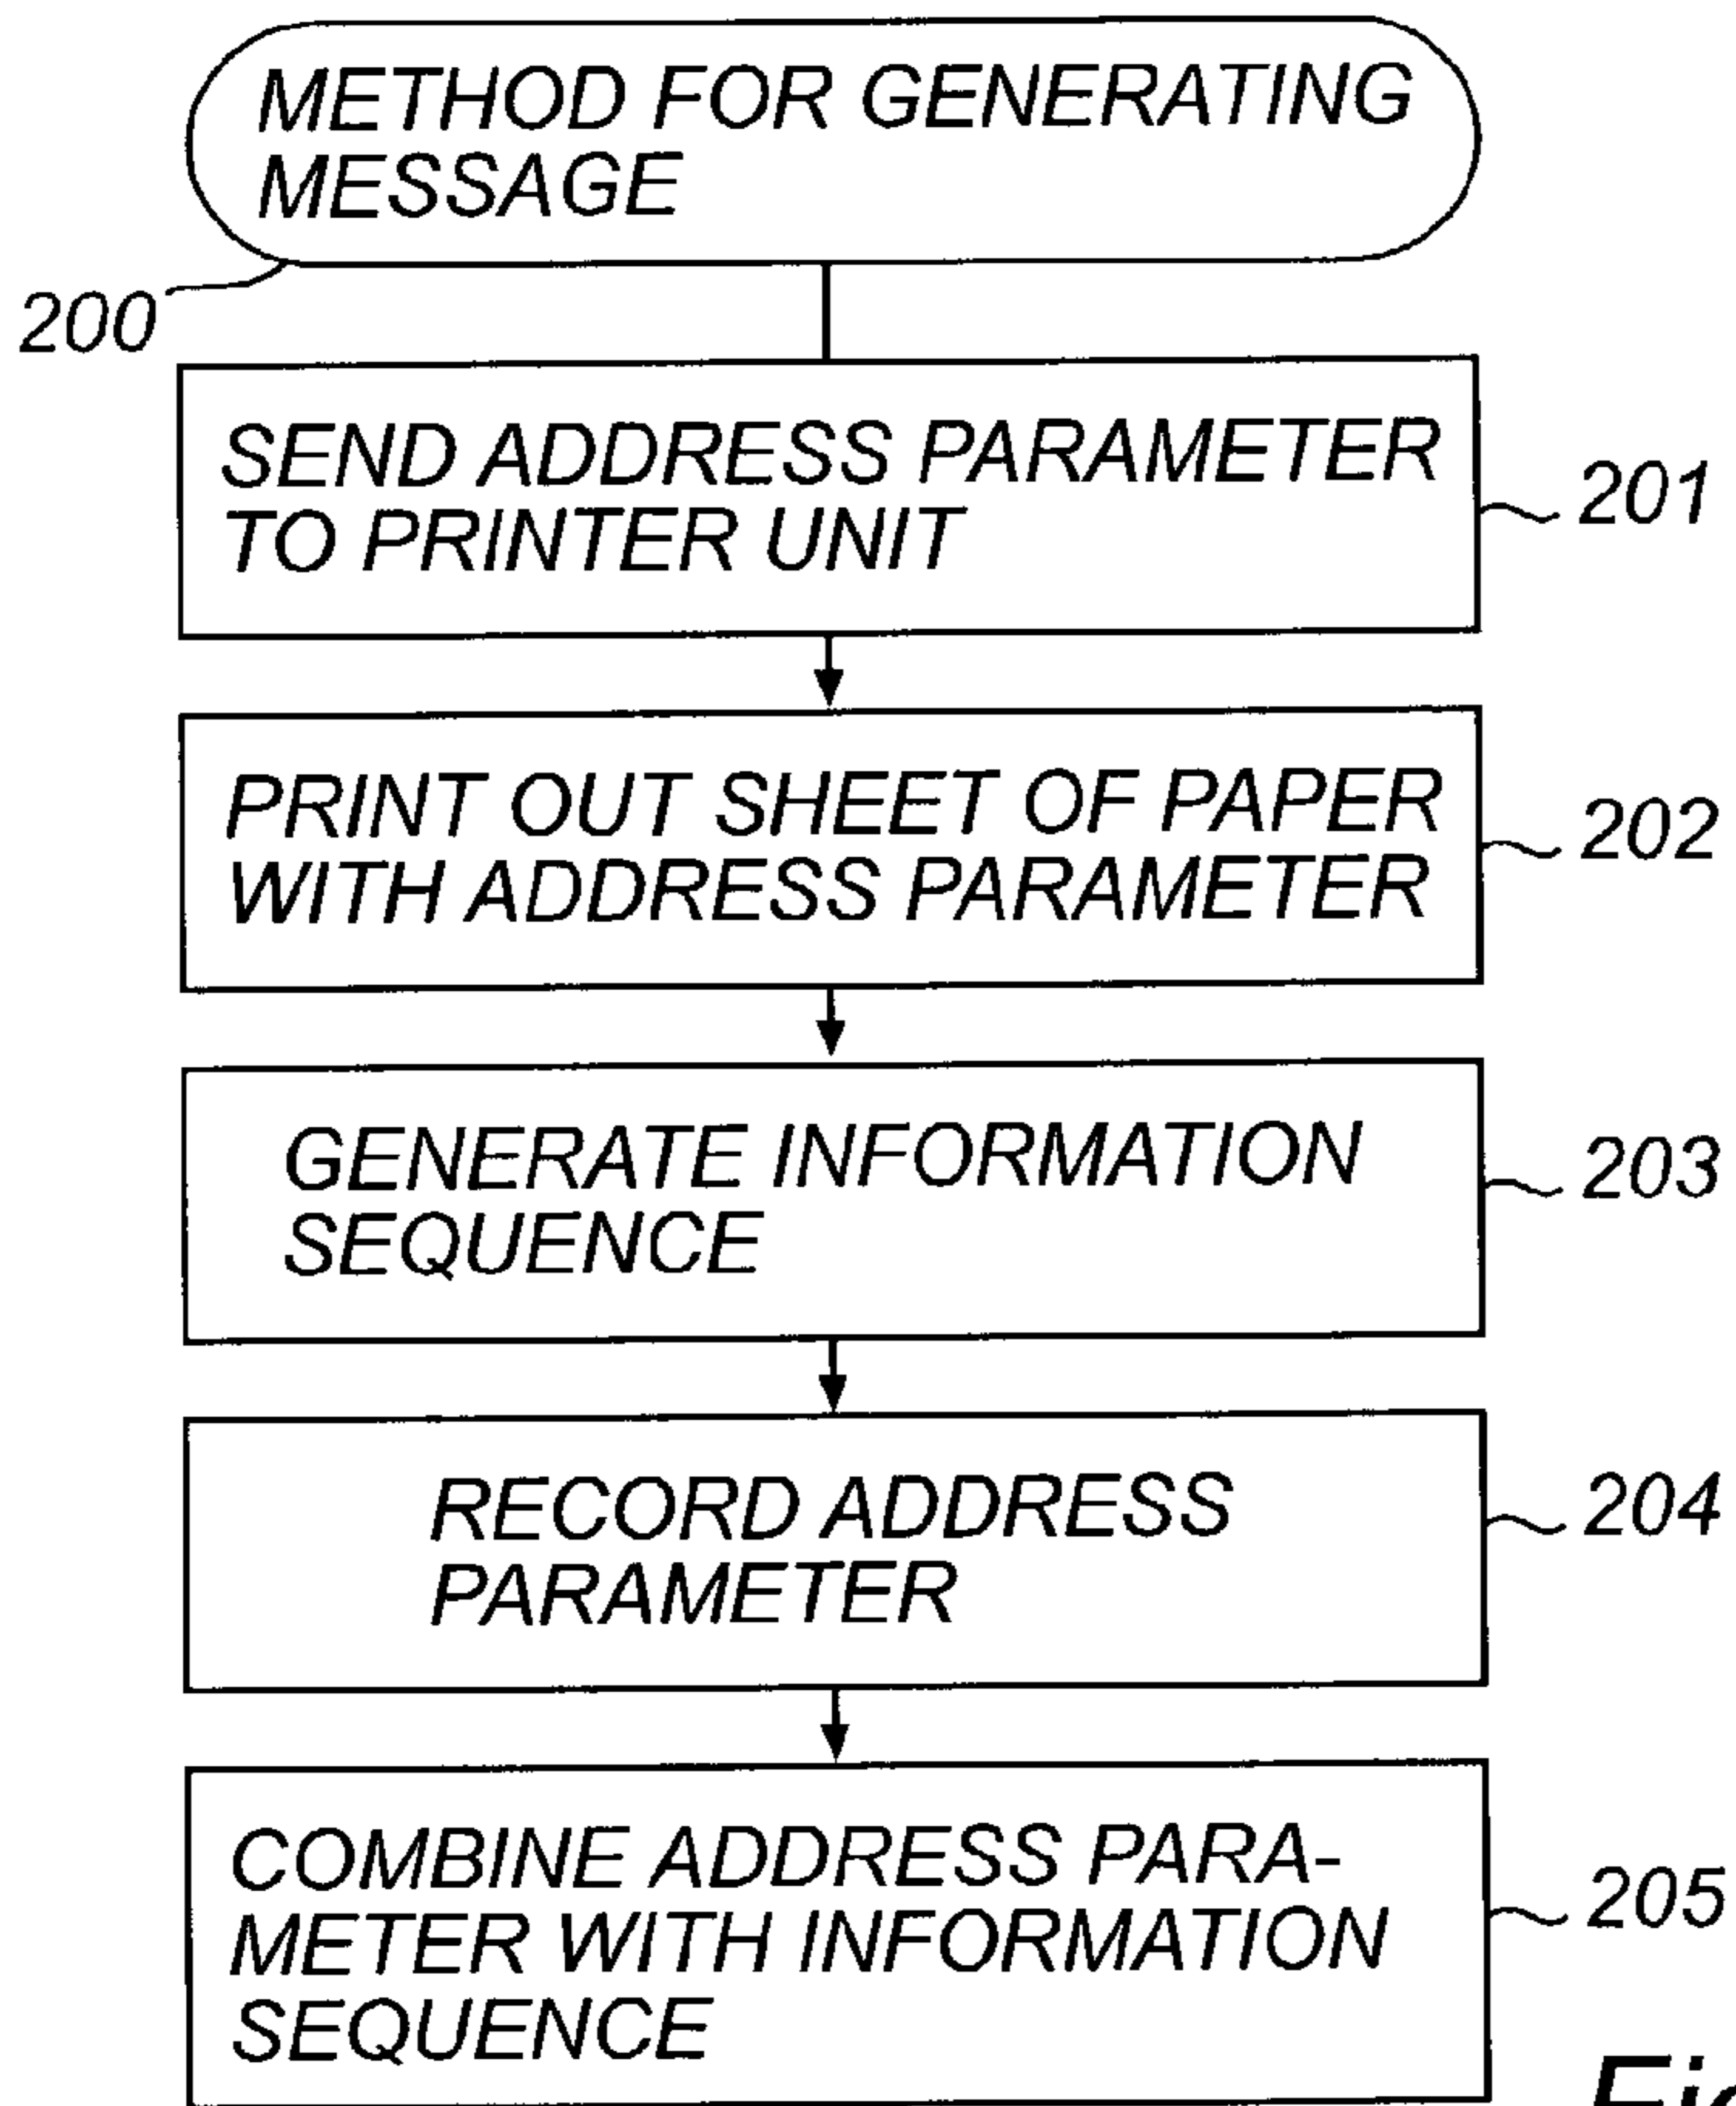 METHOD FOR GENERATING
MESSAGE
200
SEND ADDRESS PARAMETER
TO PRINTER UNIT
201
PRINT OUT SHEET OF PAPER
WITH ADDRESS PARAMETER
202
GENERATE INFORMATION
SEQUENCE
203
RECORD ADDRESS
PARAMETER
204
COMBINE ADDRESS PARA-
METER WITH INFORMATION
SEQUENCE
205